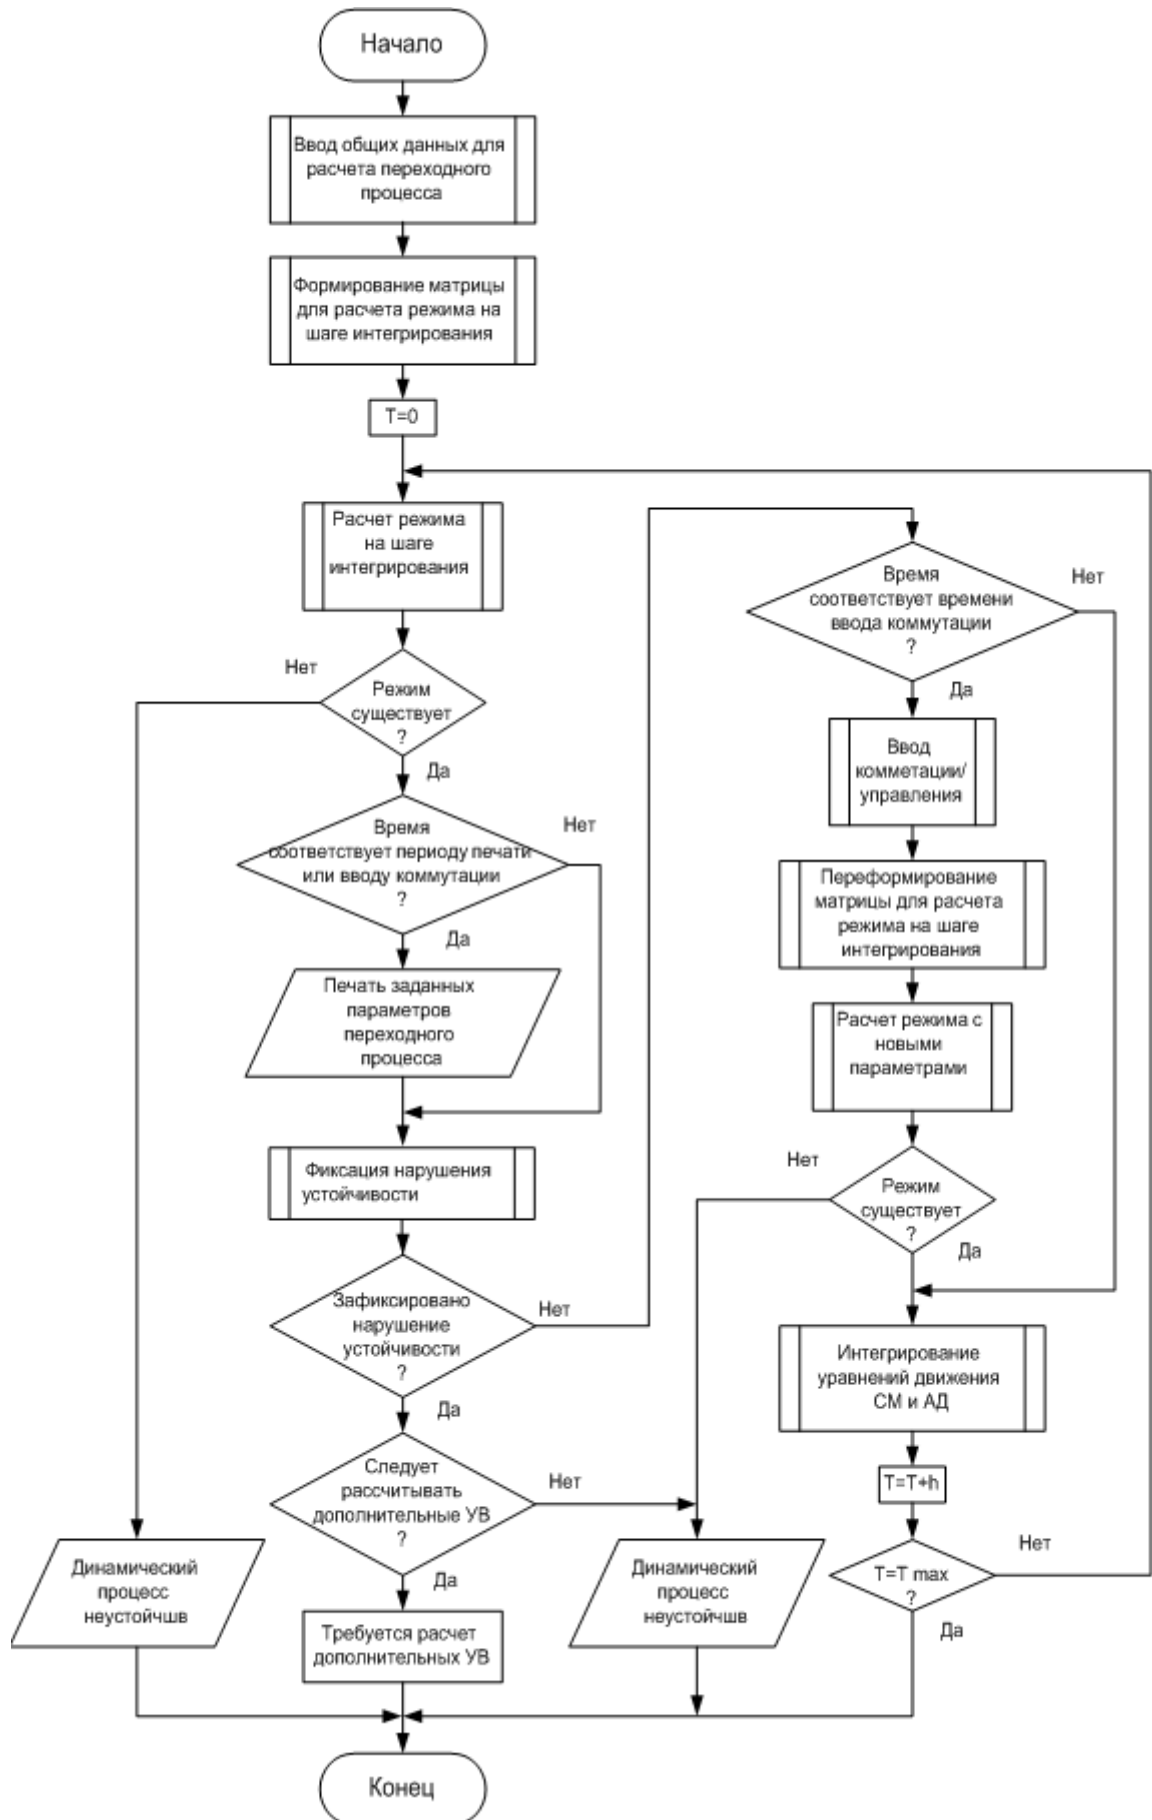 Начало
Ввод общих данных для
расчета переходного
процесса
Формирование матрицы
для расчета режима на
шаге интегрирования
T=0
Расчет режима
на шаге
интегрирования
Нет
Режим
существует
?
Да
Время
соответствует периоду печати
или вводу коммутации
?
Нет
Да
Печать заданных
параметров
переходного
процесса
Фиксация нарушения
устойчивости
Зафиксировано
нарушение
устойчивости
?
Нет
Да
Следует
рассчитывать
дополнительные УВ
?
Нет
Да
Динамический
процесс
неустойчшв
Требуется расчет
дополнительных УВ
Время
соответствует времени
ввода коммутации
?
Нет
Да
Ввод
комметации/
управления
Переформирование
матрицы для расчета
режима на шаге
интегрирования
Расчет режима с
новыми
параметрами
Нет
Режим
существует
?
Да
Интегрирование
уравнений движения
СМ и АД
T=T+h
T=T max
?
Нет
Да
Динамический
процесс
неустойчшв
Конец